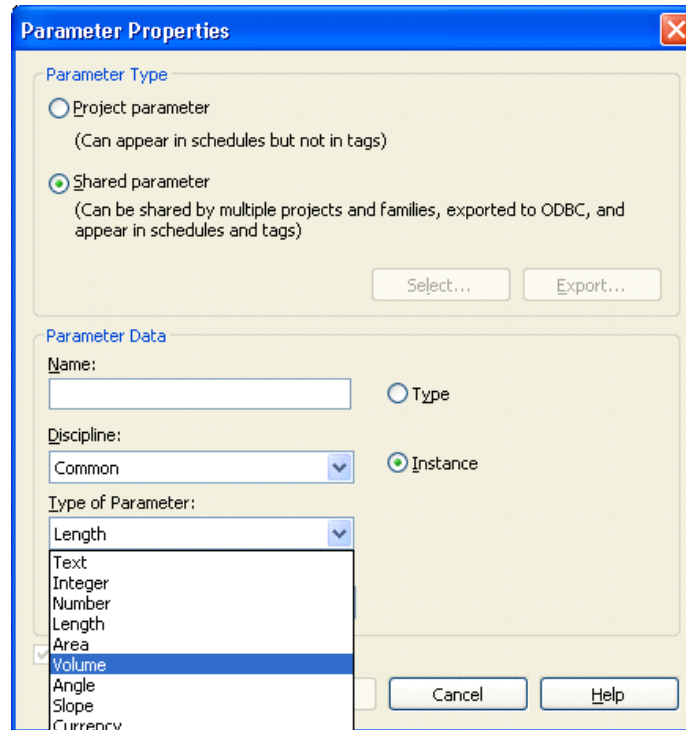 Parameter Properties
Parameter Type
Project parameter
(Can appear in schedules but not in tags)
Shared parameter
(Can be shared by multiple projects and families, exported to ODBC, and
appear in schedules and tags)
Select...
Export...
Parameter Data
Name:
Type
Discipline:
Common
Instance
Type of Parameter:
Length
Text
Integer
Number
Length
Area
Volume
Angle
Slope
Currency
Cancel
Help